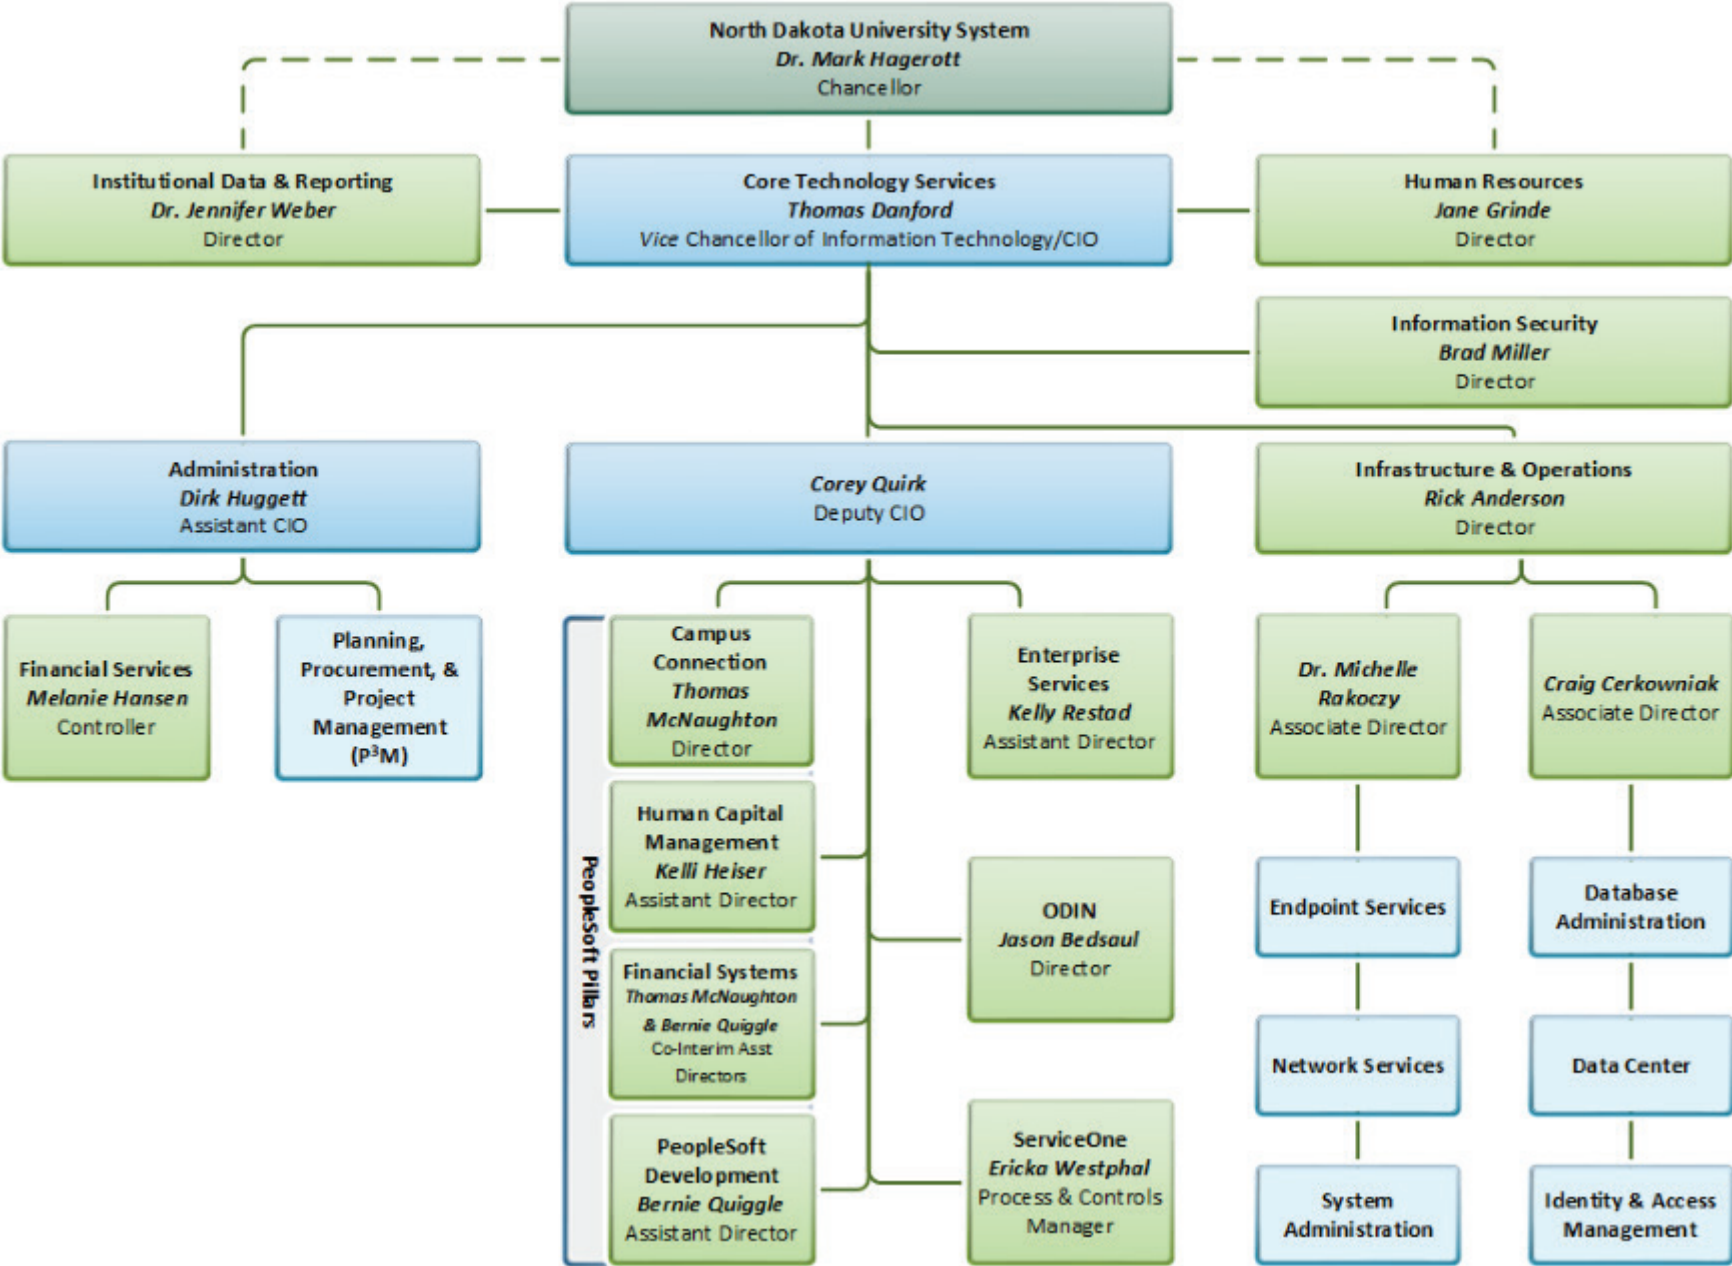 North Dakota University System
Dr. Mark Hagerott
Chancellor
Institutional Data & Reporting
Dr. Jennifer Weber
Director
Core Technology Services
Thomas Danford
Vice Chancellor of Information Technology/CIO
Human Resources
Jane Grinde
Director
Information Security
Brad Miller
Director
Administration
Dirk Huggett
Assistant CIO
Corey Quirk
Deputy CIO
Infrastructure & Operations
Rick Anderson
Director
Financial Services
Melanie Hansen
Controller
Planning,
Procurement, &
Project
Management
(P³M)
PeopleSoft Pillars
Campus
Connection
Thomas
McNaughton
Director
Human Capital
Management
Kelli Heiser
Assistant Director
Financial Systems
Thomas McNaughton
& Bernie Quiggle
Co-Interim Asst
Directors
PeopleSoft
Development
Bernie Quiggle
Assistant Director
Enterprise
Services
Kelly Restad
Assistant Director
ODIN
Jason Bedsaul
Director
ServiceOne
Ericka Westphal
Process & Controls
Manager
Dr. Michelle
Rakoczy
Associate Director
Endpoint Services
Network Services
System
Administration
Craig Cerkowniak
Associate Director
Database
Administration
Data Center
Identity & Access
Management